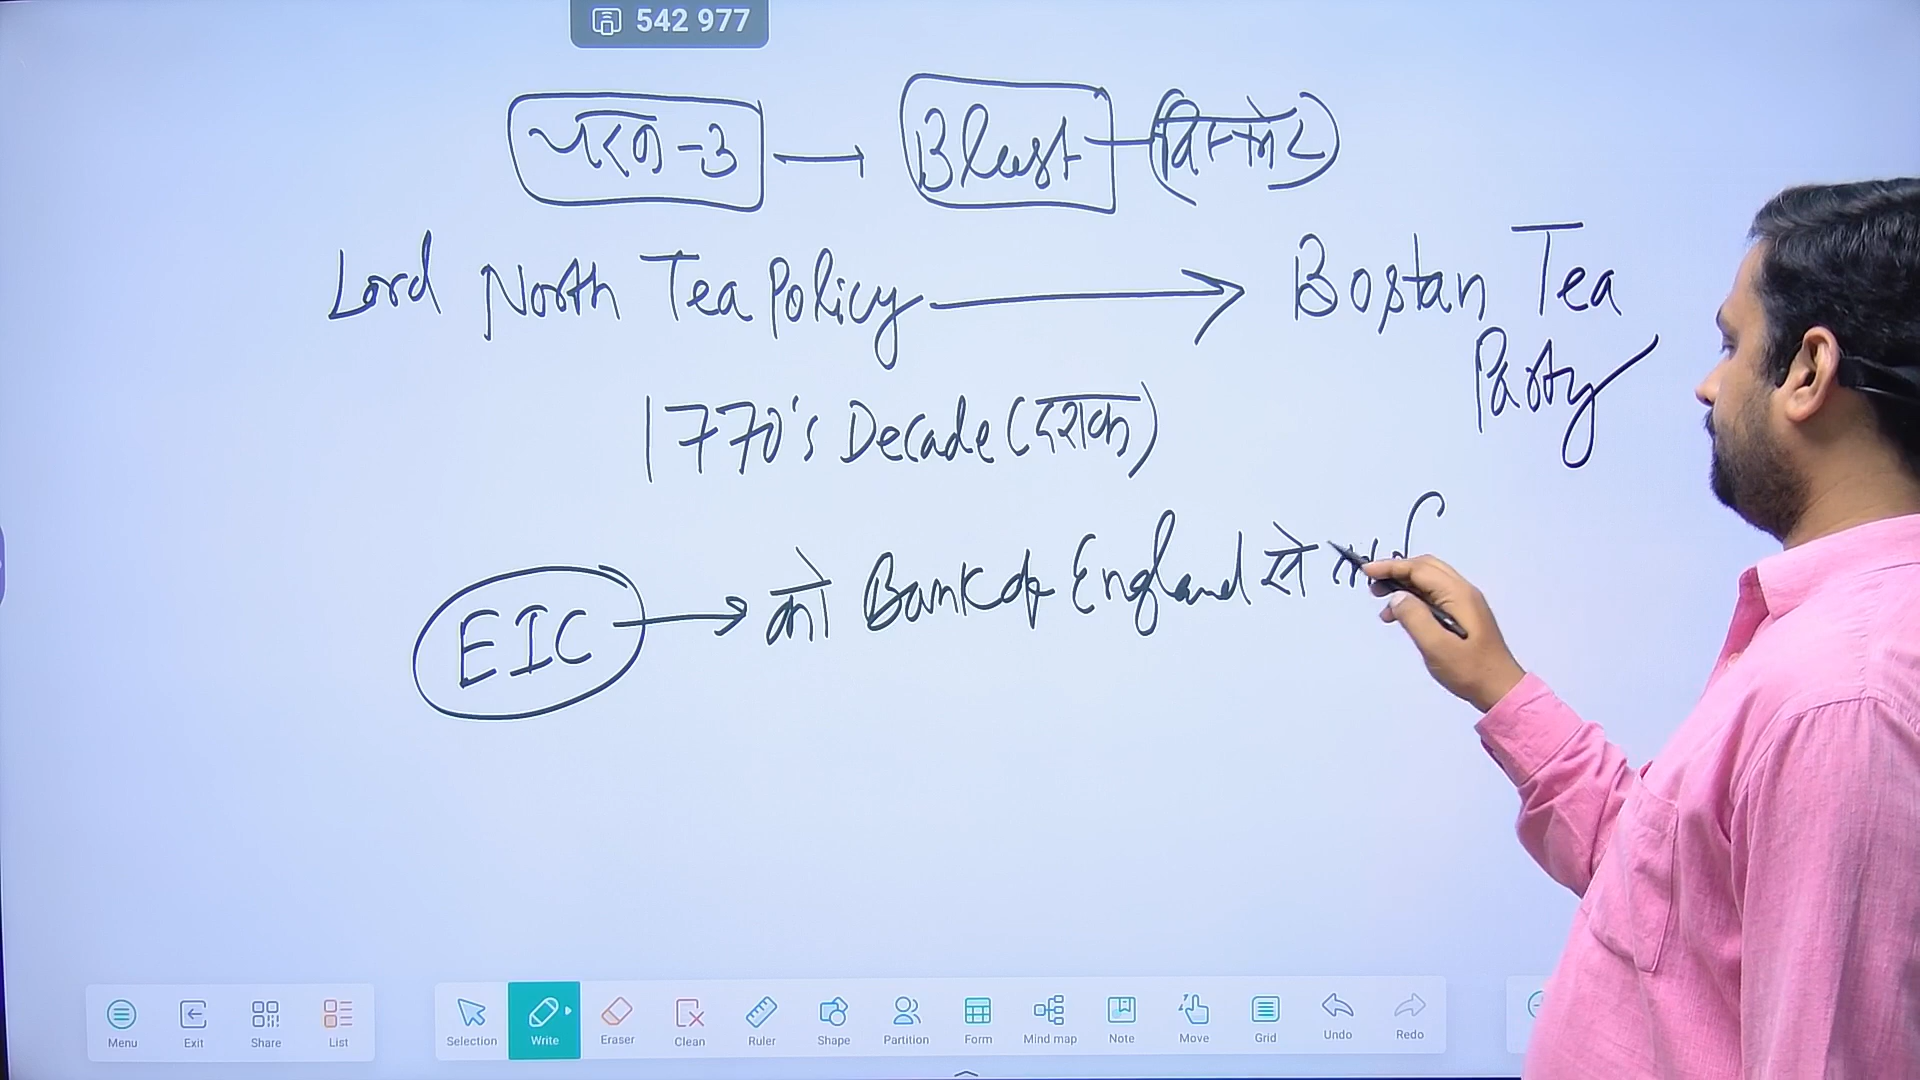 542 977
चरण-3 → Blast - (विस्फोट)
Lord North Tea Policy → Bostan Tea
Party
1770's Decade (दशक)
EIC → को Bank of England से
Menu Exit Share List Selection Write Eraser Clean Ruler Shape Partition Form Mind map Note Move Grid Undo Redo